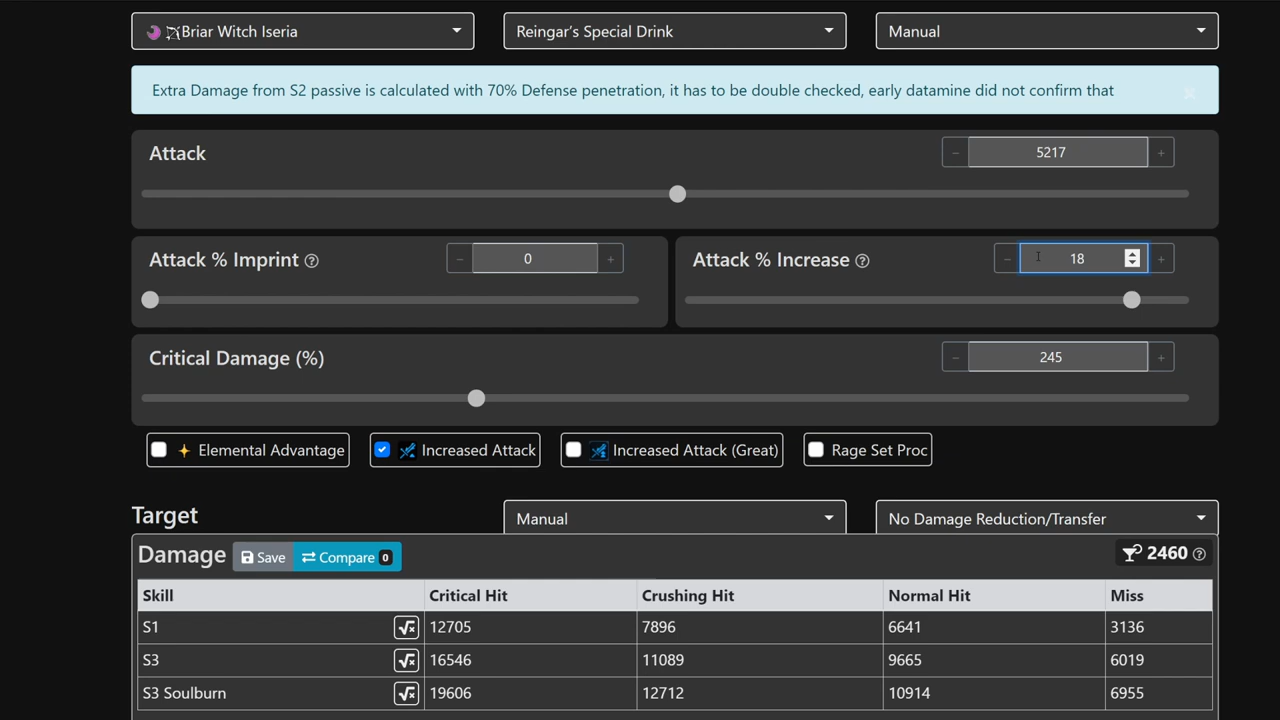 Briar Witch Iseria Reingar's Special Drink Manual
Extra Damage from S2 passive is calculated with 70% Defense penetration, it has to be double checked, early datamine did not confirm that
Attack − 5217 +
Attack % Imprint ? − 0 + Attack % Increase ? − 18 +
Critical Damage (%) − 245 +
Elemental Advantage Increased Attack Increased Attack (Great) Rage Set Proc
Target Manual No Damage Reduction/Transfer
Damage Save Compare 0 2460 ?
Skill Critical Hit Crushing Hit Normal Hit Miss
S1 √x 12705 7896 6641 3136
S3 √x 16546 11089 9665 6019
S3 Soulburn √x 19606 12712 10914 6955